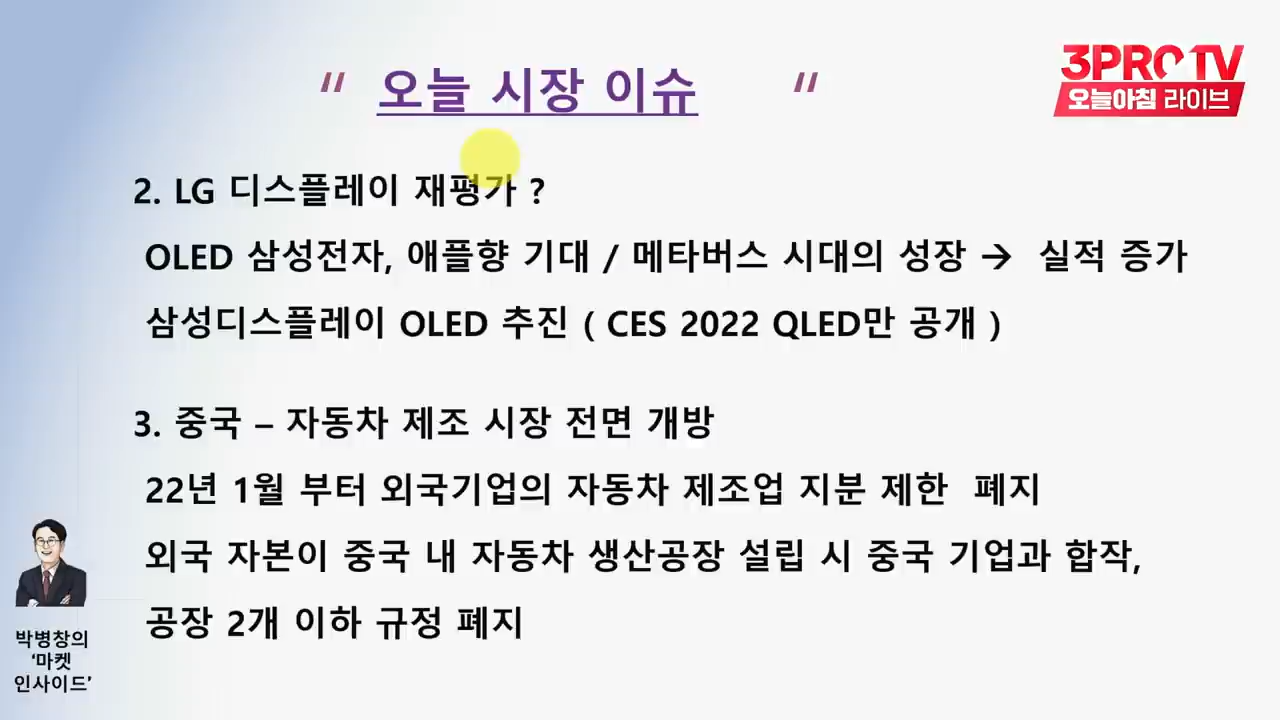 " 오늘 시장 이슈 "
3PRO TV
오늘아침 라이브
2. LG 디스플레이 재평가 ?
OLED 삼성전자, 애플향 기대 / 메타버스 시대의 성장 → 실적 증가
삼성디스플레이 OLED 추진 ( CES 2022 QLED만 공개 )
3. 중국 – 자동차 제조 시장 전면 개방
22년 1월 부터 외국기업의 자동차 제조업 지분 제한 폐지
외국 자본이 중국 내 자동차 생산공장 설립 시 중국 기업과 합작,
공장 2개 이하 규정 폐지
박병창의
‘마켓
인사이드’